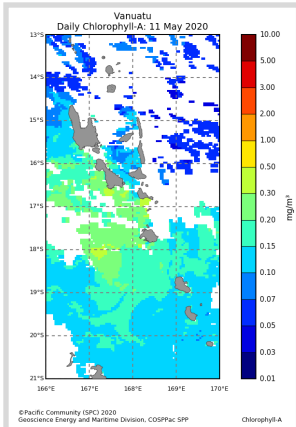 Vanuatu
Daily Chlorophyll-A: 11 May 2020
13°S
14°S
15°S
16°S
17°S
18°S
19°S
20°S
21°S
166°E 167°E 168°E 169°E 170°E
10.00
5.00
3.00
2.00
1.00
0.50
0.30
0.20
0.15
0.10
0.07
0.05
0.03
0.01
mg/m³
©Pacific Community (SPC) 2020
Geoscience Energy and Maritime Division, COSPPac SPP
Chlorophyll-A